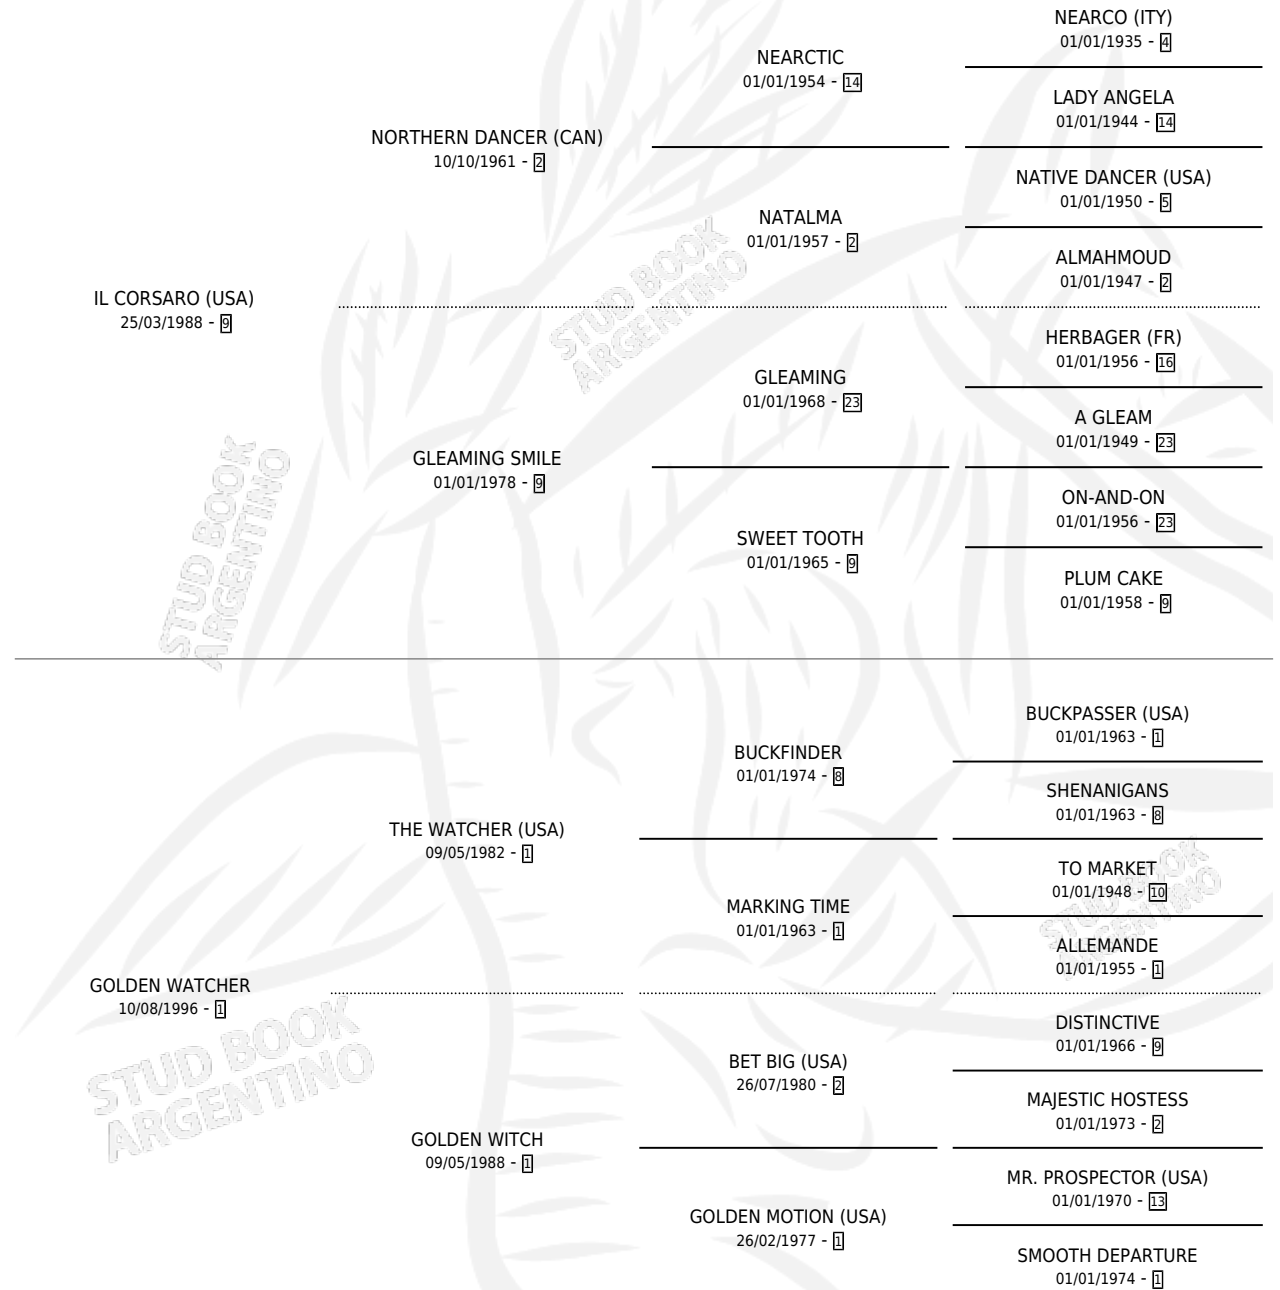 NEARCO (ITY)
01/01/1935 - 4
NEARCTIC
01/01/1954 - 14
LADY ANGELA
01/01/1944 - 14
NORTHERN DANCER (CAN)
10/10/1961 - 2
NATIVE DANCER (USA)
01/01/1950 - 5
NATALMA
01/01/1957 - 2
ALMAHMOUD
01/01/1947 - 2
IL CORSARO (USA)
25/03/1988 - 9
HERBAGER (FR)
01/01/1956 - 16
GLEAMING
01/01/1968 - 23
A GLEAM
01/01/1949 - 23
GLEAMING SMILE
01/01/1978 - 9
ON-AND-ON
01/01/1956 - 23
SWEET TOOTH
01/01/1965 - 9
PLUM CAKE
01/01/1958 - 9
STUD BOOK
ARGENTINO
STUD BOOK
ARGENTINO
BUCKPASSER (USA)
01/01/1963 - 1
BUCKFINDER
01/01/1974 - 8
SHENANIGANS
01/01/1963 - 8
THE WATCHER (USA)
09/05/1982 - 1
TO MARKET
01/01/1948 - 10
MARKING TIME
01/01/1963 - 1
ALLEMANDE
01/01/1955 - 1
STUD BOOK
ARGENTINO
GOLDEN WATCHER
10/08/1996 - 1
DISTINCTIVE
01/01/1966 - 9
BET BIG (USA)
26/07/1980 - 2
MAJESTIC HOSTESS
01/01/1973 - 2
GOLDEN WITCH
09/05/1988 - 1
MR. PROSPECTOR (USA)
01/01/1970 - 13
GOLDEN MOTION (USA)
26/02/1977 - 1
SMOOTH DEPARTURE
01/01/1974 - 1
STUD BOOK
ARGENTINO